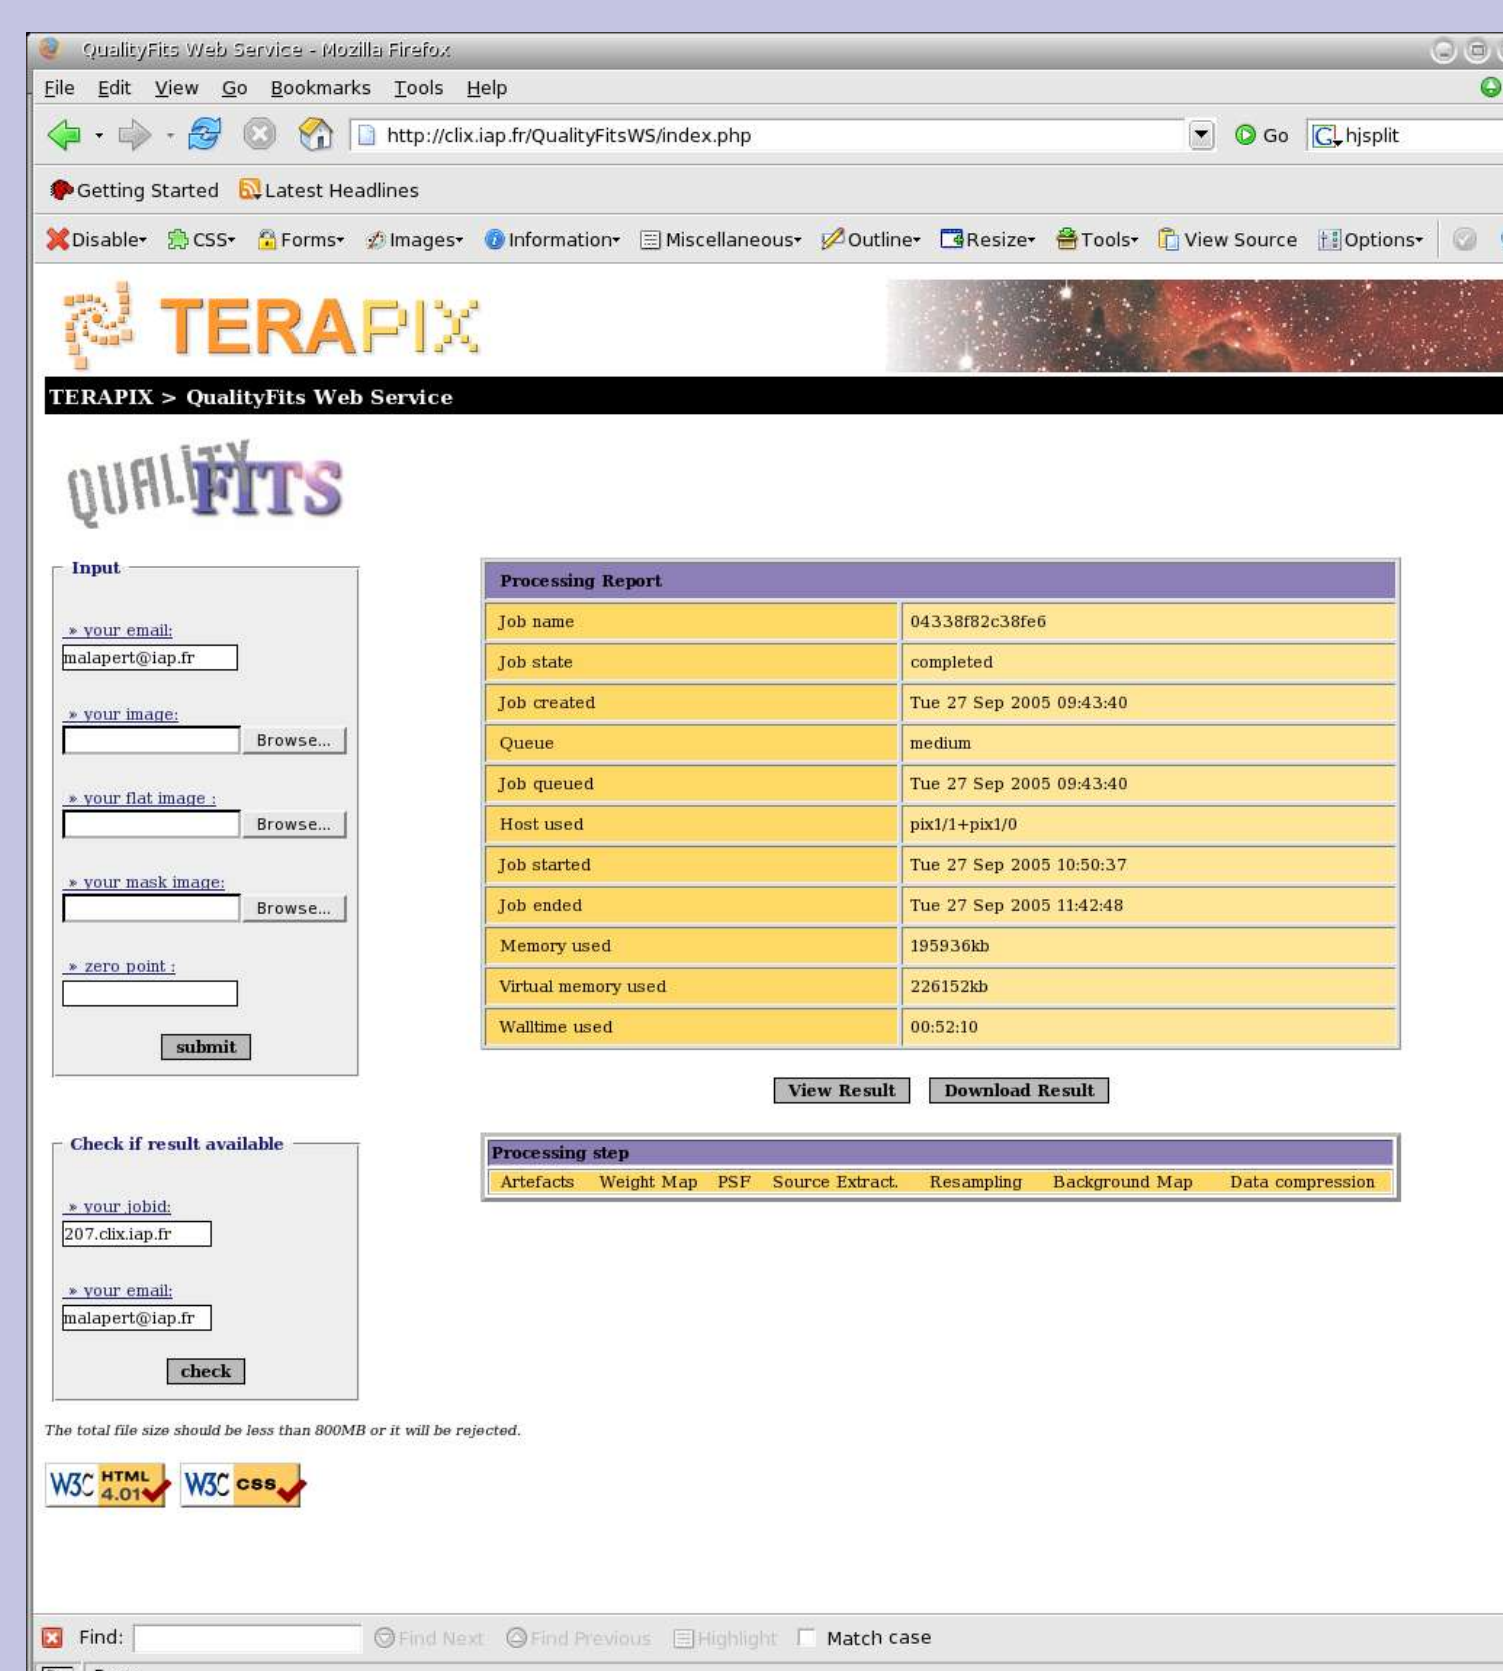 QualityFits Web Service - Mozilla Firefox
File Edit View Go Bookmarks Tools Help
http://clix.iap.fr/QualityFitsWS/index.php Go hjsplit
Getting Started Latest Headlines
Disable CSS Forms Images Information Miscellaneous Outline Resize Tools View Source Options
TERAPIX
TERAPIX > QualityFits Web Service
QUALITY FITS
Input
» your email:
malapert@iap.fr
» your image:
Browse...
» your flat image :
Browse...
» your mask image:
Browse...
» zero point :
submit
Processing Report
Job name 04338f82c38fe6
Job state completed
Job created Tue 27 Sep 2005 09:43:40
Queue medium
Job queued Tue 27 Sep 2005 09:43:40
Host used pix1/1+pix1/0
Job started Tue 27 Sep 2005 10:50:37
Job ended Tue 27 Sep 2005 11:42:48
Memory used 195936kb
Virtual memory used 226152kb
Walltime used 00:52:10
View Result Download Result
Processing step
Artefacts Weight Map PSF Source Extract. Resampling Background Map Data compression
Check if result available
» your jobid:
207.clix.iap.fr
» your email:
malapert@iap.fr
check
The total file size should be less than 800MB or it will be rejected.
W3C HTML 4.01 W3C css
Find: Find Next Find Previous Highlight Match case